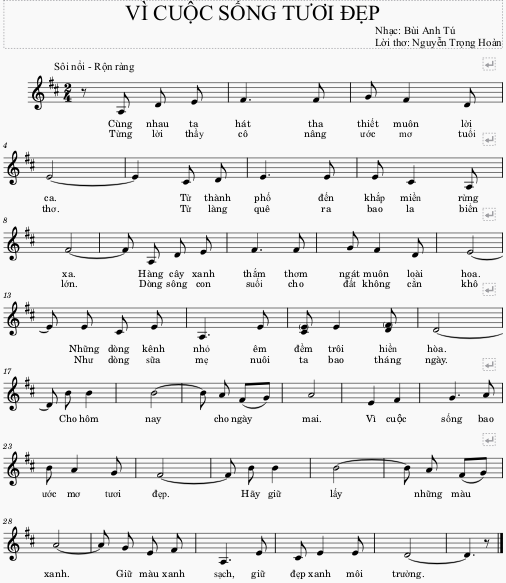 VÌ CUỘC SỐNG TƯƠI ĐẸP
Nhạc: Bùi Anh Tú
Lời thơ: Nguyễn Trọng Hoàn
Sôi nổi - Rộn ràng
Cùng nhau ta hát tha thiết muôn lời
Từng lời thầy cô nâng ước mơ tuổi
4
ca. Từ thành phố đến khắp miền rừng
thơ. Từ làng quê ra bao la biển
8
xa. Hàng cây xanh thắm thơm ngát muôn loài hoa.
lớn. Dòng sông con suối cho đất không cằn khô
13
Những dòng kênh nhỏ êm đềm trôi hiền hòa.
Như dòng sữa mẹ nuôi ta bao tháng ngày.
17
Cho hôm nay cho ngày mai. Vì cuộc sống bao
23
ước mơ tươi đẹp. Hãy giữ lấy những màu
28
xanh. Giữ màu xanh sạch, giữ đẹp xanh môi trường.